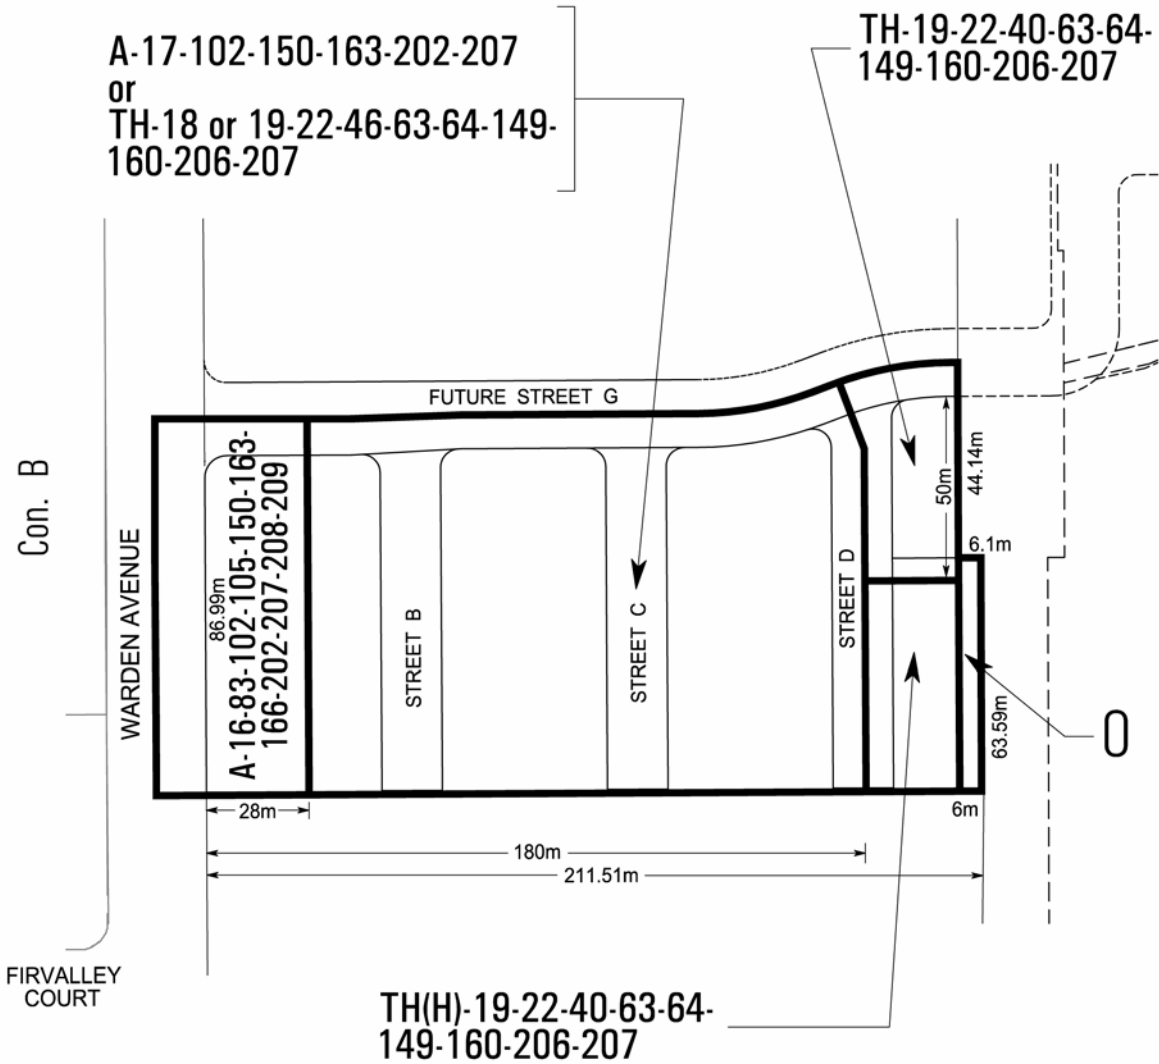 A-17-102-150-163-202-207
or
TH-18 or 19-22-46-63-64-149-
160-206-207
TH-19-22-40-63-64-
149-160-206-207
FUTURE STREET G
Con. B
WARDEN AVENUE
86.99m
A-16-83-102-105-150-163-
166-202-207-208-209
STREET B
STREET C
STREET D
50m
44.14m
6.1m
63.59m
O
28m
6m
180m
211.51m
FIRVALLEY
COURT
TH(H)-19-22-40-63-64-
149-160-206-207